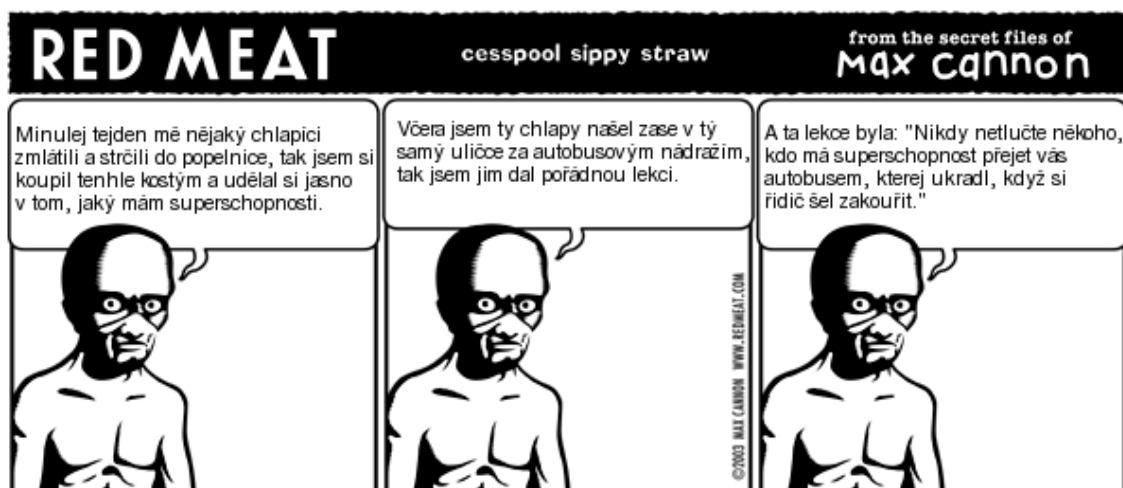 RED MEAT
cesspool sippy straw
from the secret files of
Max cannon
Minulej tejden mě nějaký chlapíci
zmlátili a strčili do popelnice, tak jsem si
koupil tenhle kostým a udělal si jasno
v tom, jaký mám superschopnosti.
Včera jsem ty chlapy našel zase v tý
samý uličce za autobusovým nádražím,
tak jsem jim dal pořádnou lekci.
A ta lekce byla: "Nikdy netlučte někoho,
kdo má superschopnost přejet vás
autobusem, kterej ukradl, když si
řidič šel zakouřit."
©2003 MAX CANNON WWW.REDMEAT.COM